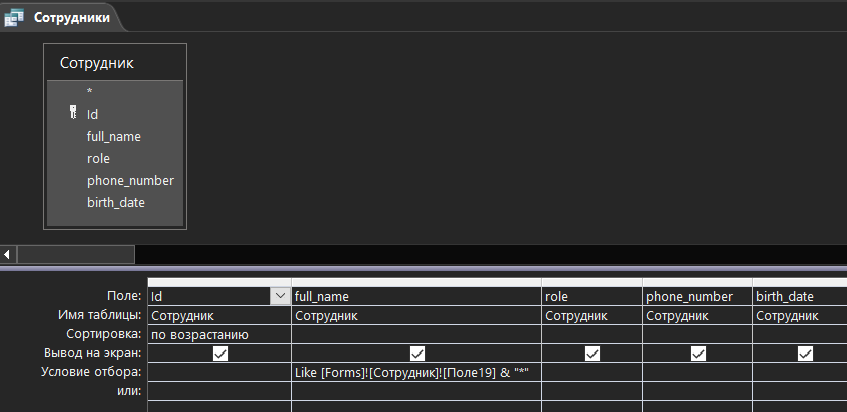 Сотрудники
Сотрудник
*
Id
full_name
role
phone_number
birth_date
Поле: Id full_name role phone_number birth_date
Имя таблицы: Сотрудник Сотрудник Сотрудник Сотрудник Сотрудник
Сортировка: по возрастанию
Вывод на экран:
Условие отбора: Like [Forms]![Сотрудник]![Поле19] & "*"
или: